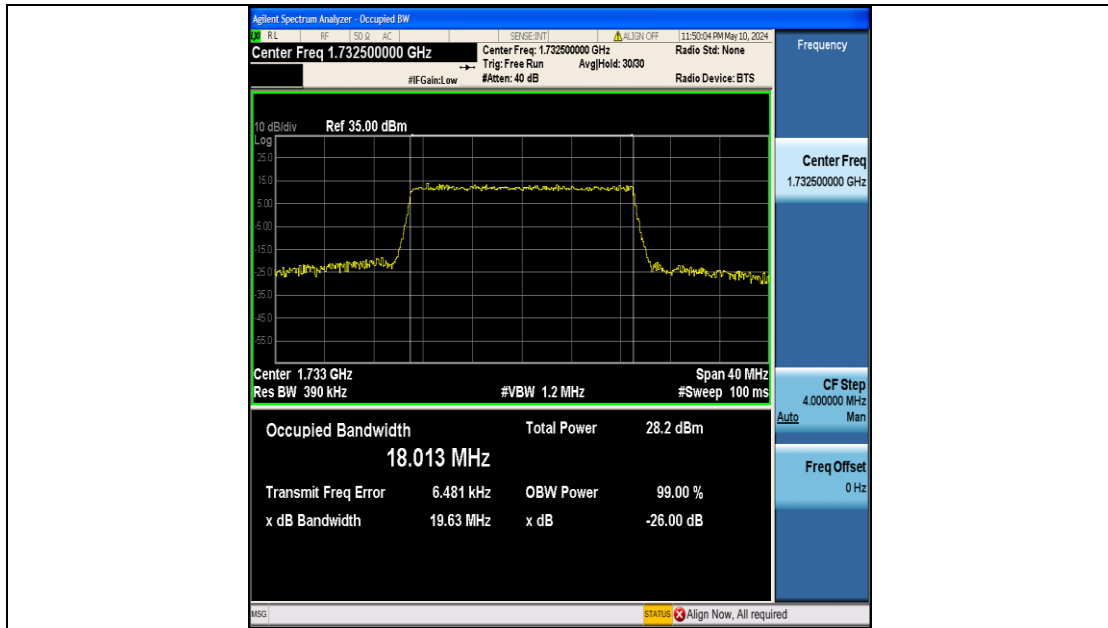 Agilent Spectrum Analyzer - Occupied BW
RL RF 50 Ω AC SENSE:INT ALIGN OFF 11:50:04 PM May 10, 2024
Center Freq 1.732500000 GHz
Center Freq: 1.732500000 GHz Radio Std: None
Trig: Free Run Avg|Hold: 30/30
#IFGain:Low #Atten: 40 dB Radio Device: BTS
Frequency
10 dB/div Ref 35.00 dBm
Log
25.0
15.0
5.00
-5.00
-15.0
-25.0
-35.0
-45.0
-55.0
Center 1.733 GHz Span 40 MHz
Res BW 390 kHz #VBW 1.2 MHz #Sweep 100 ms
Occupied Bandwidth Total Power 28.2 dBm
18.013 MHz
Transmit Freq Error 6.481 kHz OBW Power 99.00 %
x dB Bandwidth 19.63 MHz x dB -26.00 dB
Center Freq
1.732500000 GHz
CF Step
4.000000 MHz
Auto Man
Freq Offset
0 Hz
MSG STATUS Align Now, All required